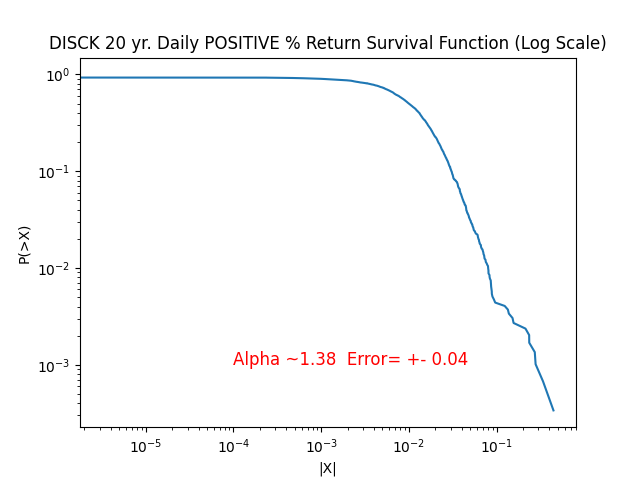 DISCK 20 yr. Daily POSITIVE % Return Survival Function (Log Scale)
10⁰
10⁻¹
10⁻²
10⁻³
P(>X)
Alpha ~1.38 Error= +- 0.04
10⁻⁵ 10⁻⁴ 10⁻³ 10⁻² 10⁻¹
|X|